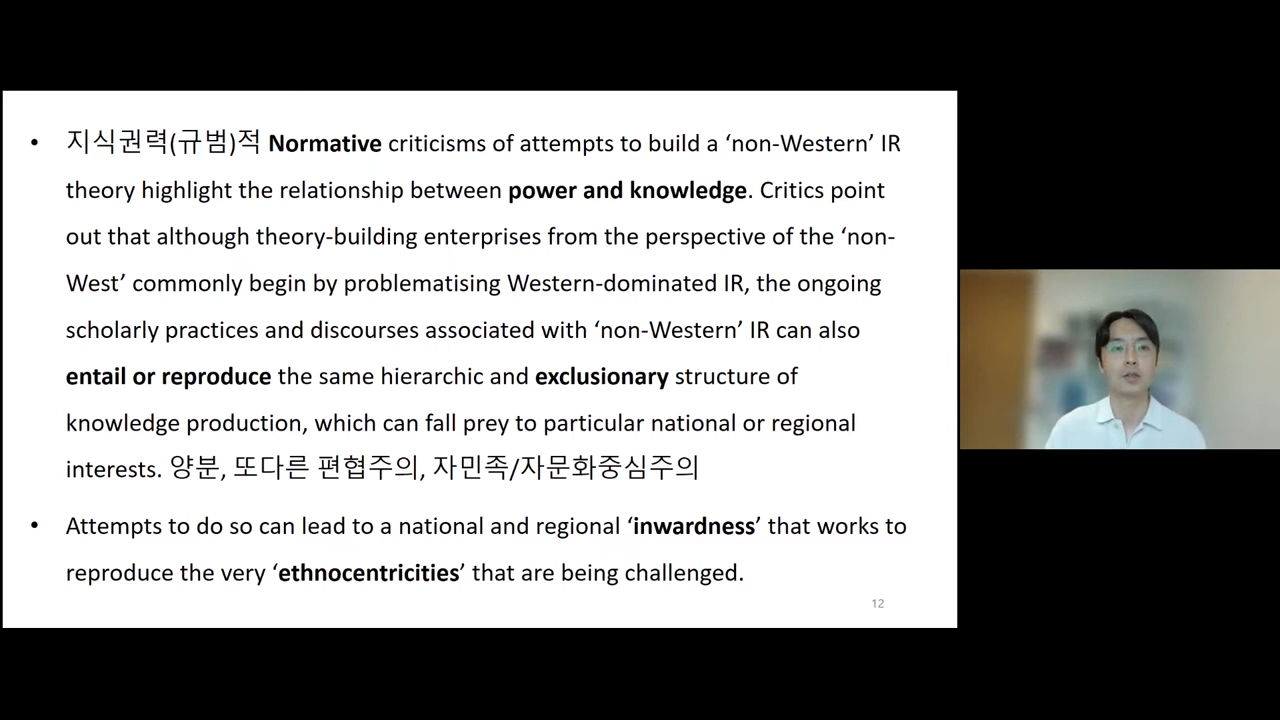 • 지식권력(규범)적 Normative criticisms of attempts to build a ‘non-Western’ IR
theory highlight the relationship between power and knowledge. Critics point
out that although theory-building enterprises from the perspective of the ‘non-
West’ commonly begin by problematising Western-dominated IR, the ongoing
scholarly practices and discourses associated with ‘non-Western’ IR can also
entail or reproduce the same hierarchic and exclusionary structure of
knowledge production, which can fall prey to particular national or regional
interests. 양분, 또다른 편협주의, 자민족/자문화중심주의
• Attempts to do so can lead to a national and regional ‘inwardness’ that works to
reproduce the very ‘ethnocentricities’ that are being challenged.
12